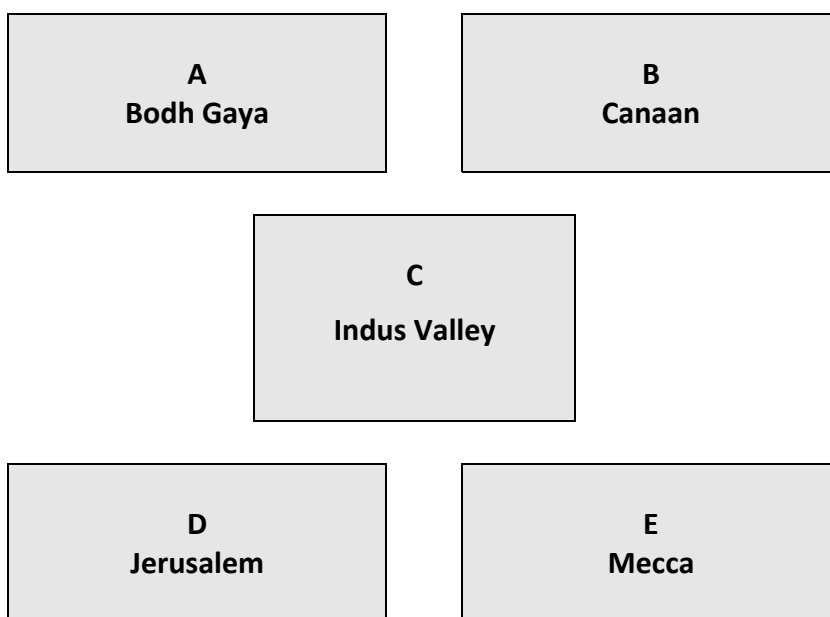 A
Bodh Gaya
B
Canaan
C
Indus Valley
D
Jerusalem
E
Mecca